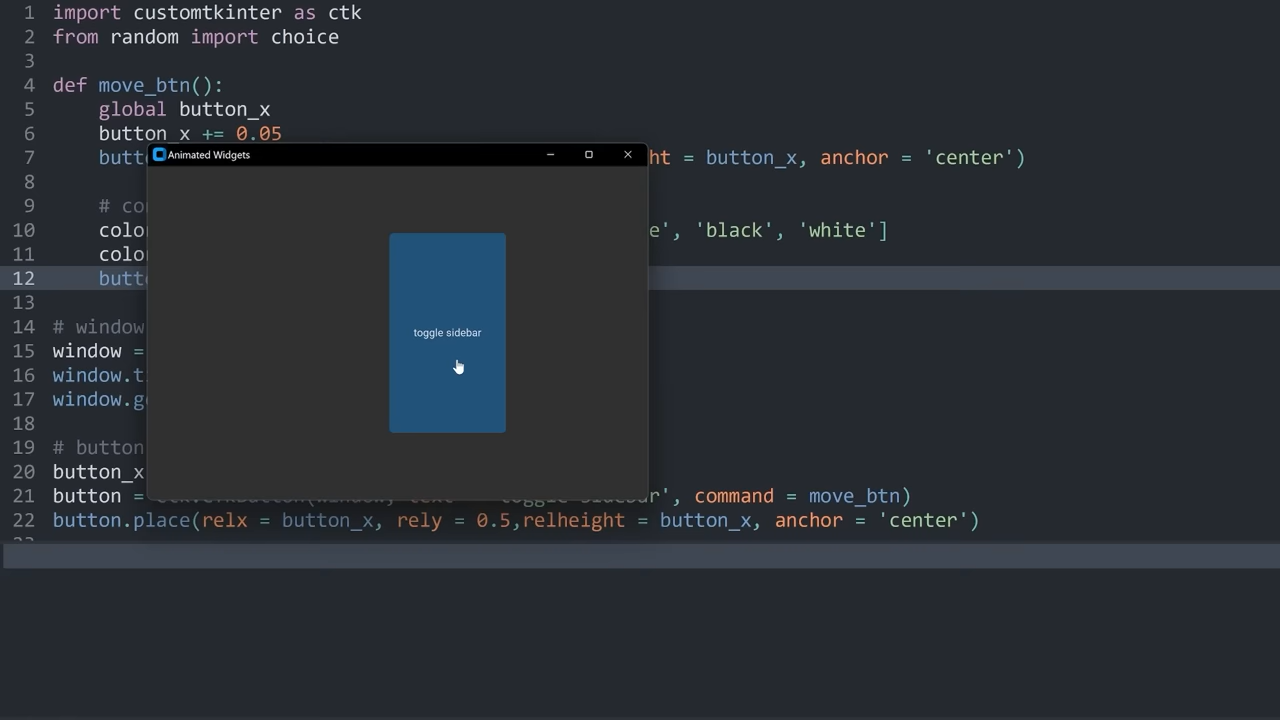 1 import customtkinter as ctk
2 from random import choice
3
4 def move_btn():
5 global button_x
6 button_x += 0.05
7 butt ht = button_x, anchor = 'center')
8
9 # co
10 colo e', 'black', 'white']
11 colo
12 butt
13
14 # window
15 window =
16 window.t
17 window.g
18
19 # button
20 button_x
21 button = sidebar', command = move_btn)
22 button.place(relx = button_x, rely = 0.5,relheight = button_x, anchor = 'center')
Animated Widgets
toggle sidebar